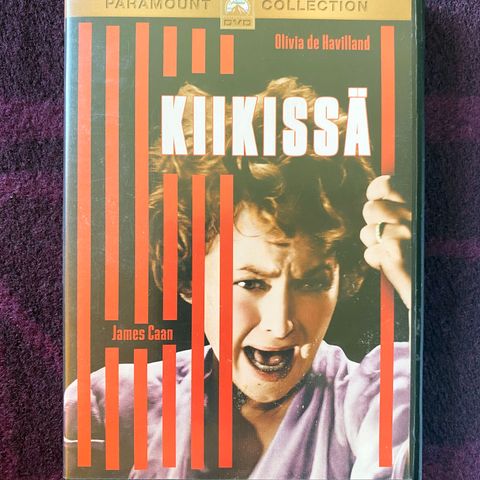 PARAMOUNT COLLECTION
DVD
Olivia de Havilland
KIIKISSÄ
James Caan